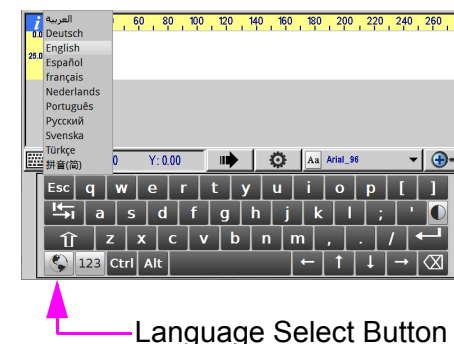 i 60 80 100 120 140 160 180 200 220 240 260
0.0
25.0
العربية
Deutsch
English
Español
français
Nederlands
Português
Русский
Svenska
Türkçe
拼音(简)
0 Y: 0.00 Aa Arial_96
Esc q w e r t y u i o p [ ]
a s d f g h j k l ; '
z x c v b n m , . /
123 Ctrl Alt ← ↑ ↓ →
Language Select Button